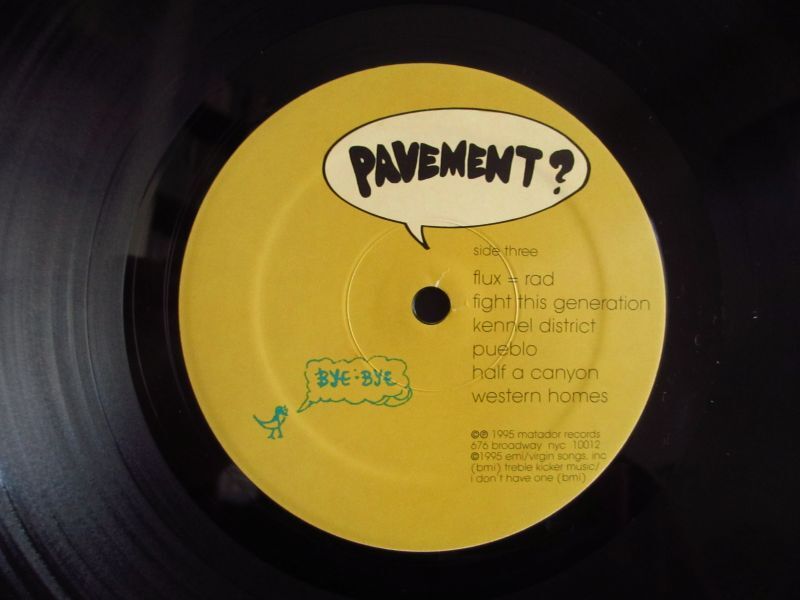 PAVEMENT?
side three
flux = rad
fight this generation
kennel district
pueblo
half a canyon
western homes
BYE-BYE
©℗ 1995 matador records
676 broadway nyc 10012
©1995 emi/virgin songs, inc
(bmi) treble kicker music/
i don't have one (bmi)